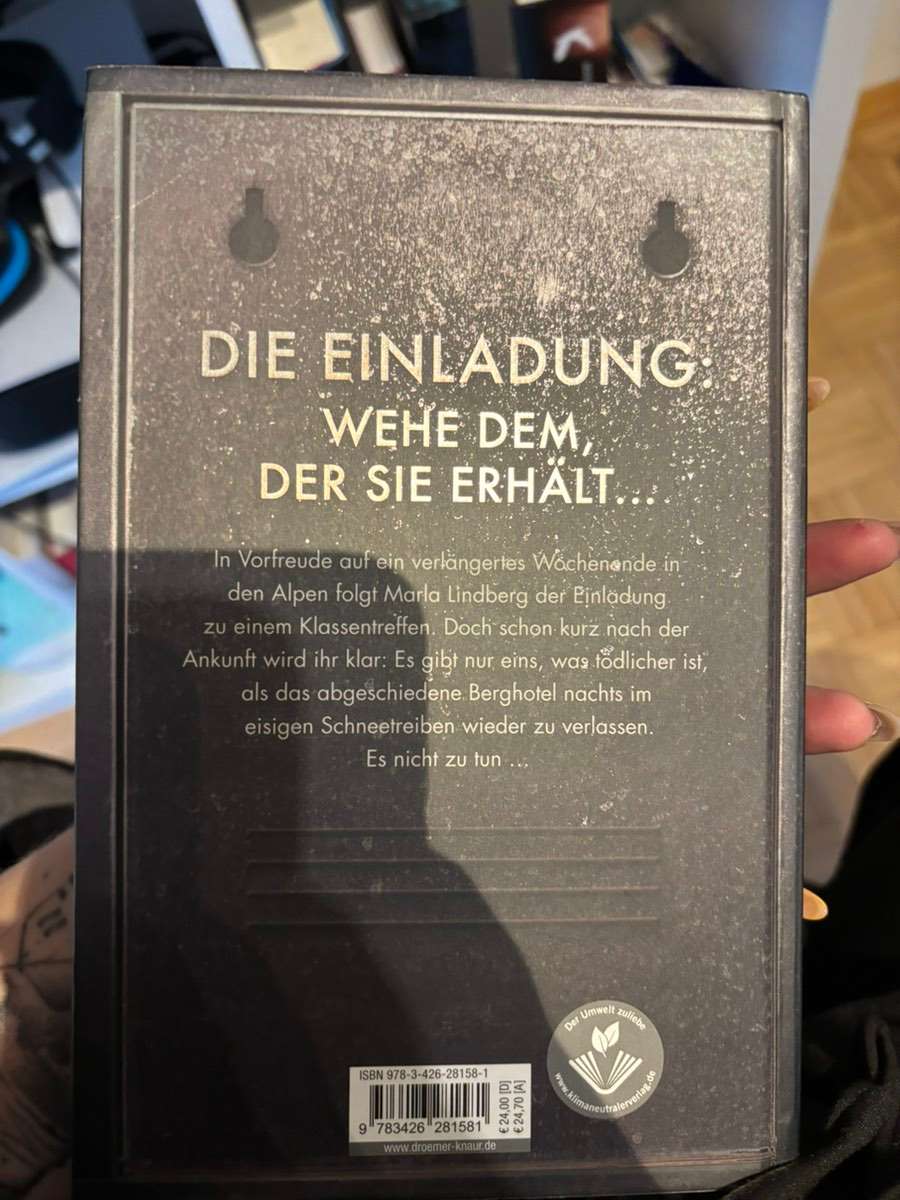 DIE EINLADUNG:
WEHE DEM,
DER SIE ERHÄLT...
In Vorfreude auf ein verlängertes Wochenende in
den Alpen folgt Marla Lindberg der Einladung
zu einem Klassentreffen. Doch schon kurz nach der
Ankunft wird ihr klar: Es gibt nur eins, was tödlicher ist,
als das abgeschiedene Berghotel nachts im
eisigen Schneetreiben wieder zu verlassen.
Es nicht zu tun ...
Der Umwelt zuliebe
www.klimaneutralerverlag.de
ISBN 978-3-426-28158-1
9 783426 281581
€ 24,00 [D]
€ 24,70 [A]
www.droemer-knaur.de